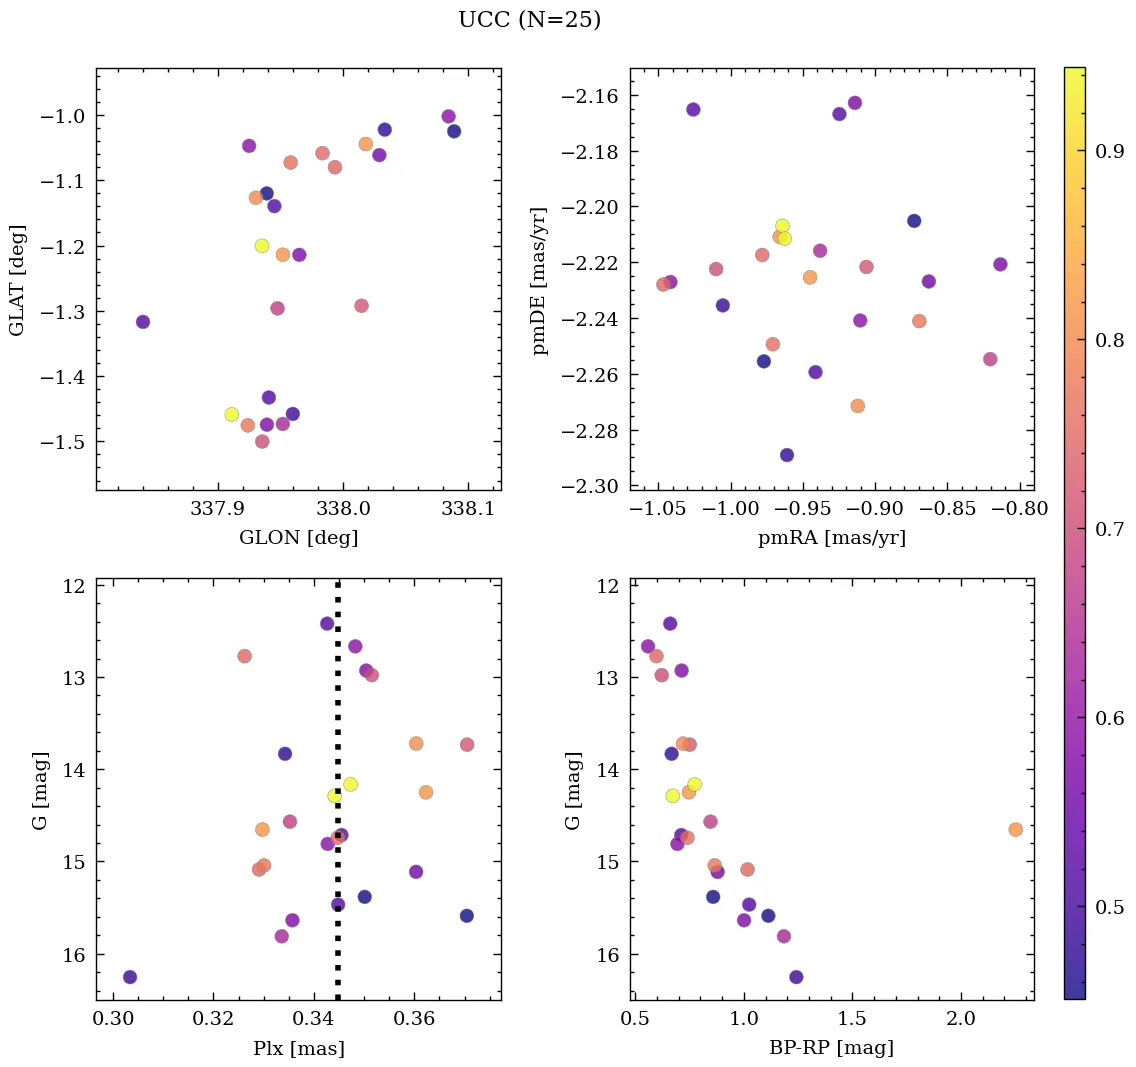 UCC (N=25)
−1.0
−1.1
−1.2
−1.3
−1.4
−1.5
GLAT [deg]
337.9 338.0 338.1
GLON [deg]
−2.16
−2.18
−2.20
−2.22
−2.24
−2.26
−2.28
−2.30
pmDE [mas/yr]
−1.05 −1.00 −0.95 −0.90 −0.85 −0.80
pmRA [mas/yr]
0.9
0.8
0.7
0.6
0.5
12
13
14
15
16
G [mag]
0.30 0.32 0.34 0.36
Plx [mas]
12
13
14
15
16
G [mag]
0.5 1.0 1.5 2.0
BP-RP [mag]